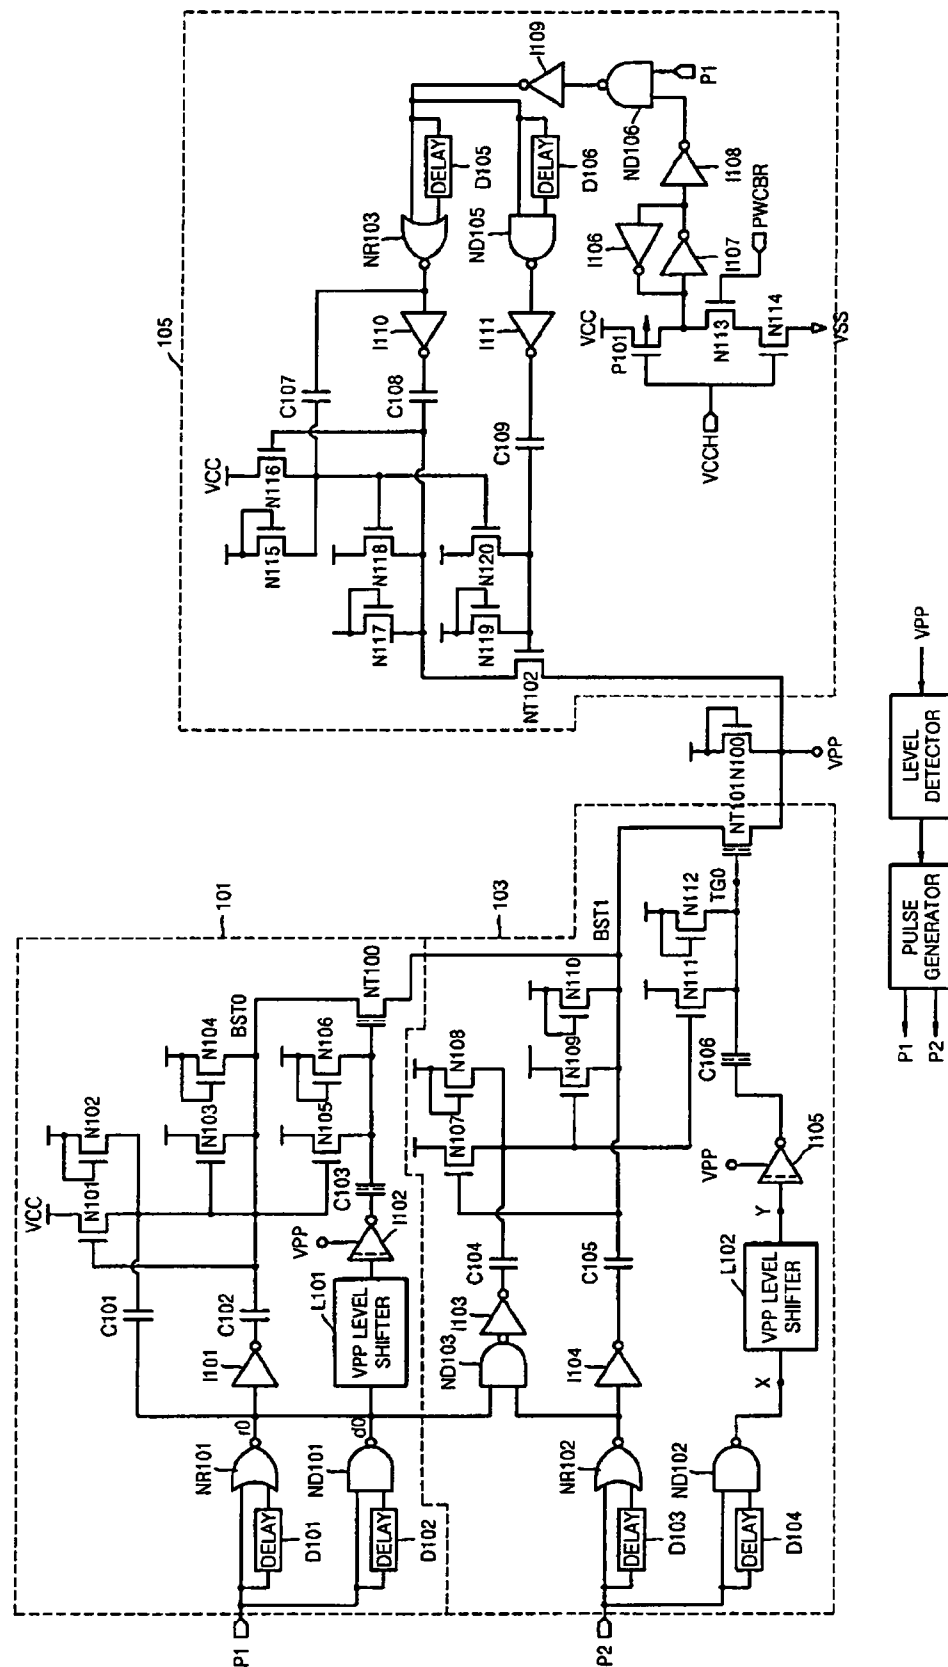 101
VCC
N101
N102
C101
N103
N104
BST0
I101
C102
NR101
r0
DELAY
D101
P1
N105
N106
NT100
C103
VPP
I102
L101
VPP LEVEL
SHIFTER
ND101
d0
DELAY
D102
103
N107
N108
C104
I103
ND103
N109
N110
BST1
C105
I104
NR102
DELAY
D103
P2
N111
N112
TG0
NT101
C106
VPP
I105
Y
L102
VPP LEVEL
SHIFTER
X
ND102
DELAY
D104
N100
VPP
105
VCC
N115
N116
C107
N117
N118
C108
I110
NR103
DELAY
D105
I109
N119
N120
NT102
C109
I111
ND105
DELAY
D106
ND106
P1
VCC
P101
I106
I107
I108
N113
PWCBR
N114
VSS
VCCH
P1
P2
PULSE
GENERATOR
LEVEL
DETECTOR
VPP